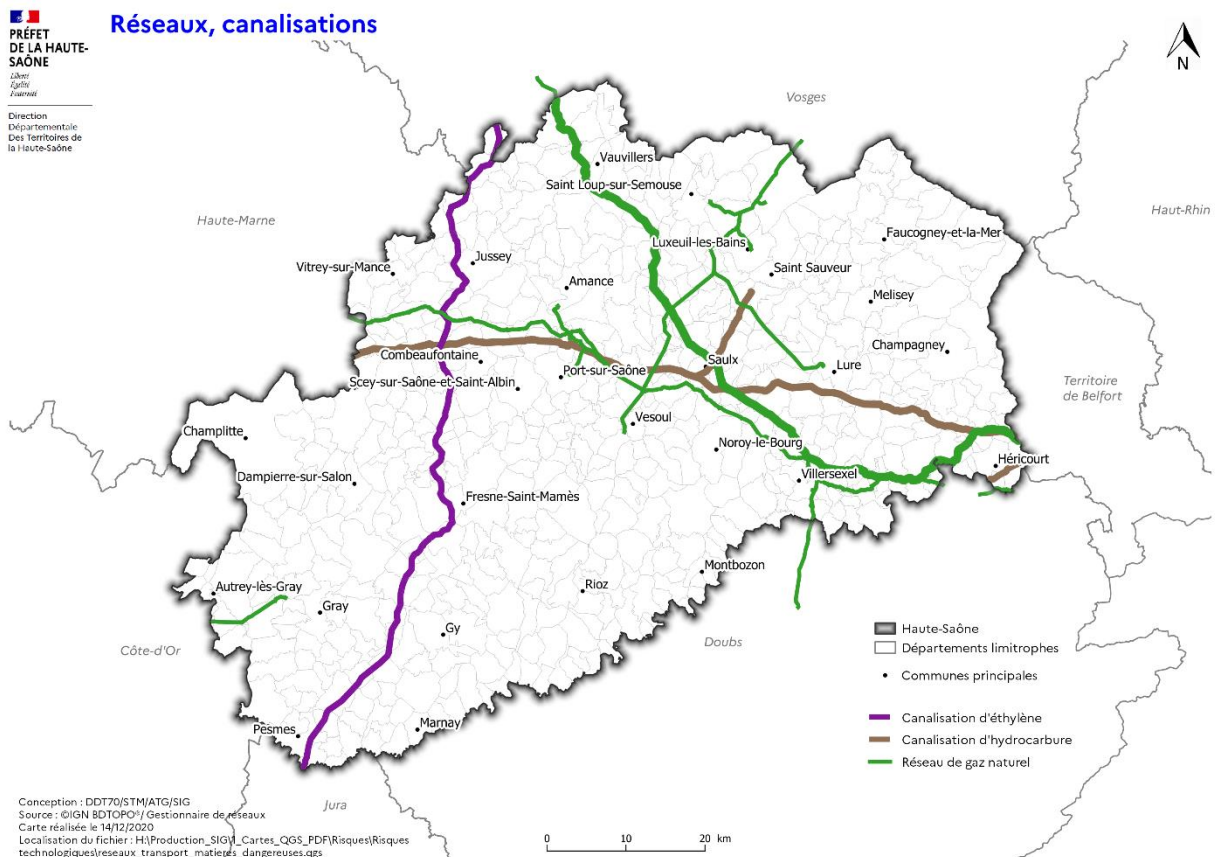 Réseaux, canalisations
PRÉFET
DE LA HAUTE-
SAÔNE
Liberté
Égalité
Fraternité
Direction
Départementale
Des Territoires de
la Haute-Saône
N
Vosges
Haute-Marne
Haut-Rhin
Territoire
de Belfort
Doubs
Côte-d'Or
Jura
Vauvillers
Saint Loup-sur-Semouse
Faucogney-et-la-Mer
Luxeuil-les-Bains
Vitrey-sur-Mance
Jussey
Saint Sauveur
Amance
Melisey
Combeaufontaine
Champagney
Saulx
Lure
Port-sur-Saône
Scey-sur-Saône-et-Saint-Albin
Vesoul
Champlitte
Noroy-le-Bourg
Héricourt
Dampierre-sur-Salon
Villersexel
Fresne-Saint-Mamès
Montbozon
Autrey-lès-Gray
Rioz
Gray
Gy
Pesmes
Marnay
Haute-Saône
Départements limitrophes
Communes principales
Canalisation d'éthylène
Canalisation d'hydrocarbure
Réseau de gaz naturel
Conception : DDT70/STM/ATG/SIG
Source : ©IGN BDTOPO®/ Gestionnaire de réseaux
Carte réalisée le 14/12/2020
Localisation du fichier : H:\Production_SIG\1_Cartes_QGS_PDF\Risques\Risques
technologiques\reseaux_transport_matieres_dangereuses.qgs
0 10 20 km